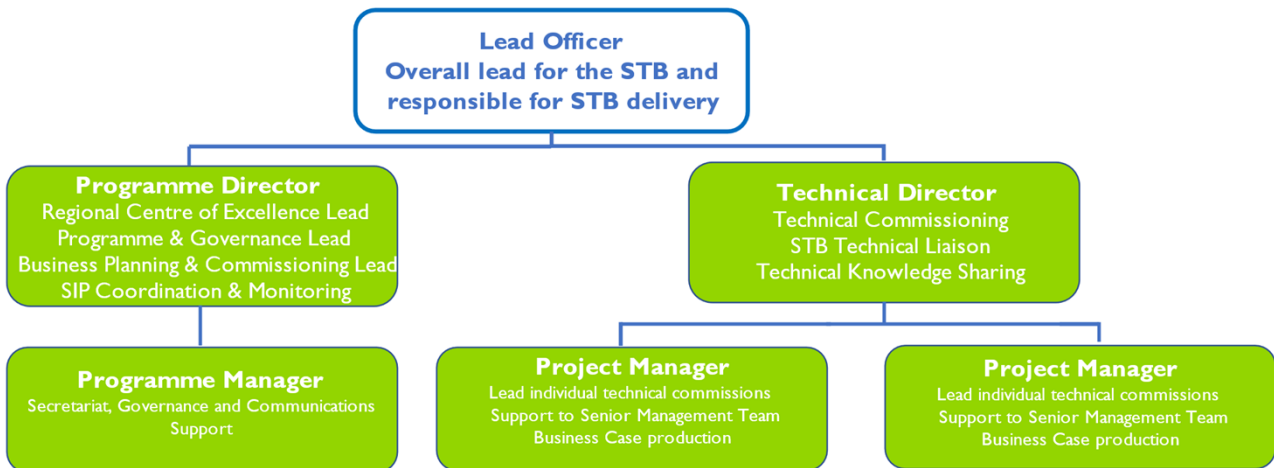 Lead Officer
Overall lead for the STB and
responsible for STB delivery
Programme Director
Regional Centre of Excellence Lead
Programme & Governance Lead
Business Planning & Commissioning Lead
SIP Coordination & Monitoring
Technical Director
Technical Commissioning
STB Technical Liaison
Technical Knowledge Sharing
Programme Manager
Secretariat, Governance and Communications
Support
Project Manager
Lead individual technical commissions
Support to Senior Management Team
Business Case production
Project Manager
Lead individual technical commissions
Support to Senior Management Team
Business Case production